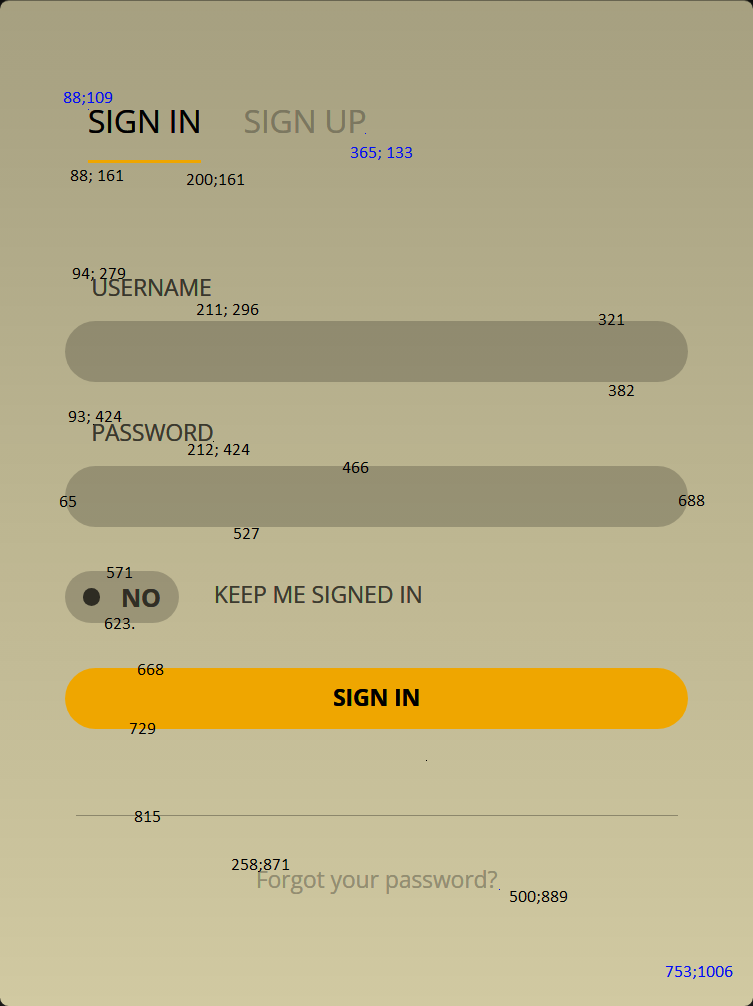 88;109
SIGN IN SIGN UP
365; 133
88; 161 200;161
94; 279
USERNAME
211; 296
321
382
93; 424
PASSWORD
212; 424
466
65 688
527
571
NO KEEP ME SIGNED IN
623.
668
SIGN IN
729
815
258;871
Forgot your password?
500;889
753;1006